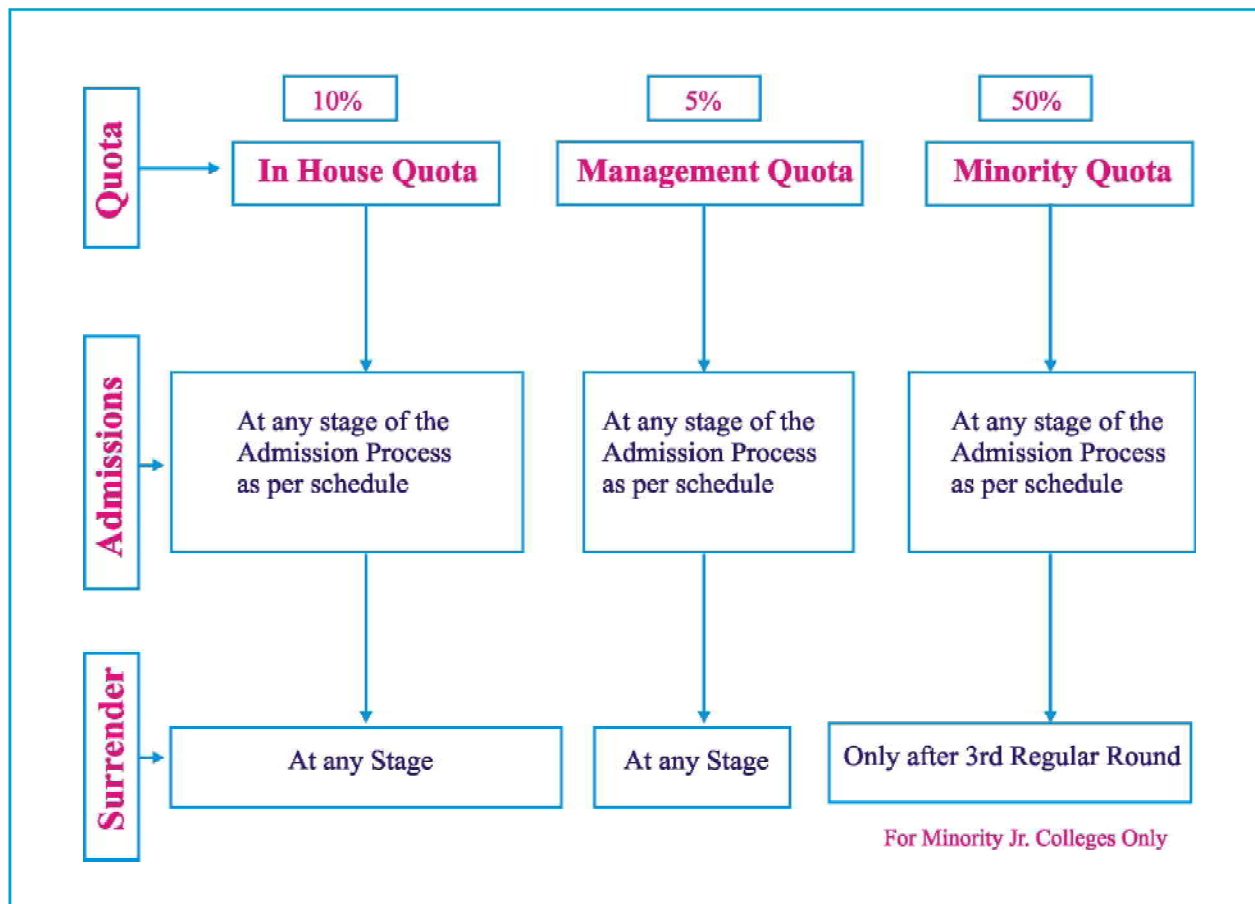 Quota
10%
5%
50%
In House Quota
Management Quota
Minority Quota
Admissions
At any stage of the
Admission Process
as per schedule
At any stage of the
Admission Process
as per schedule
At any stage of the
Admission Process
as per schedule
Surrender
At any Stage
At any Stage
Only after 3rd Regular Round
For Minority Jr. Colleges Only